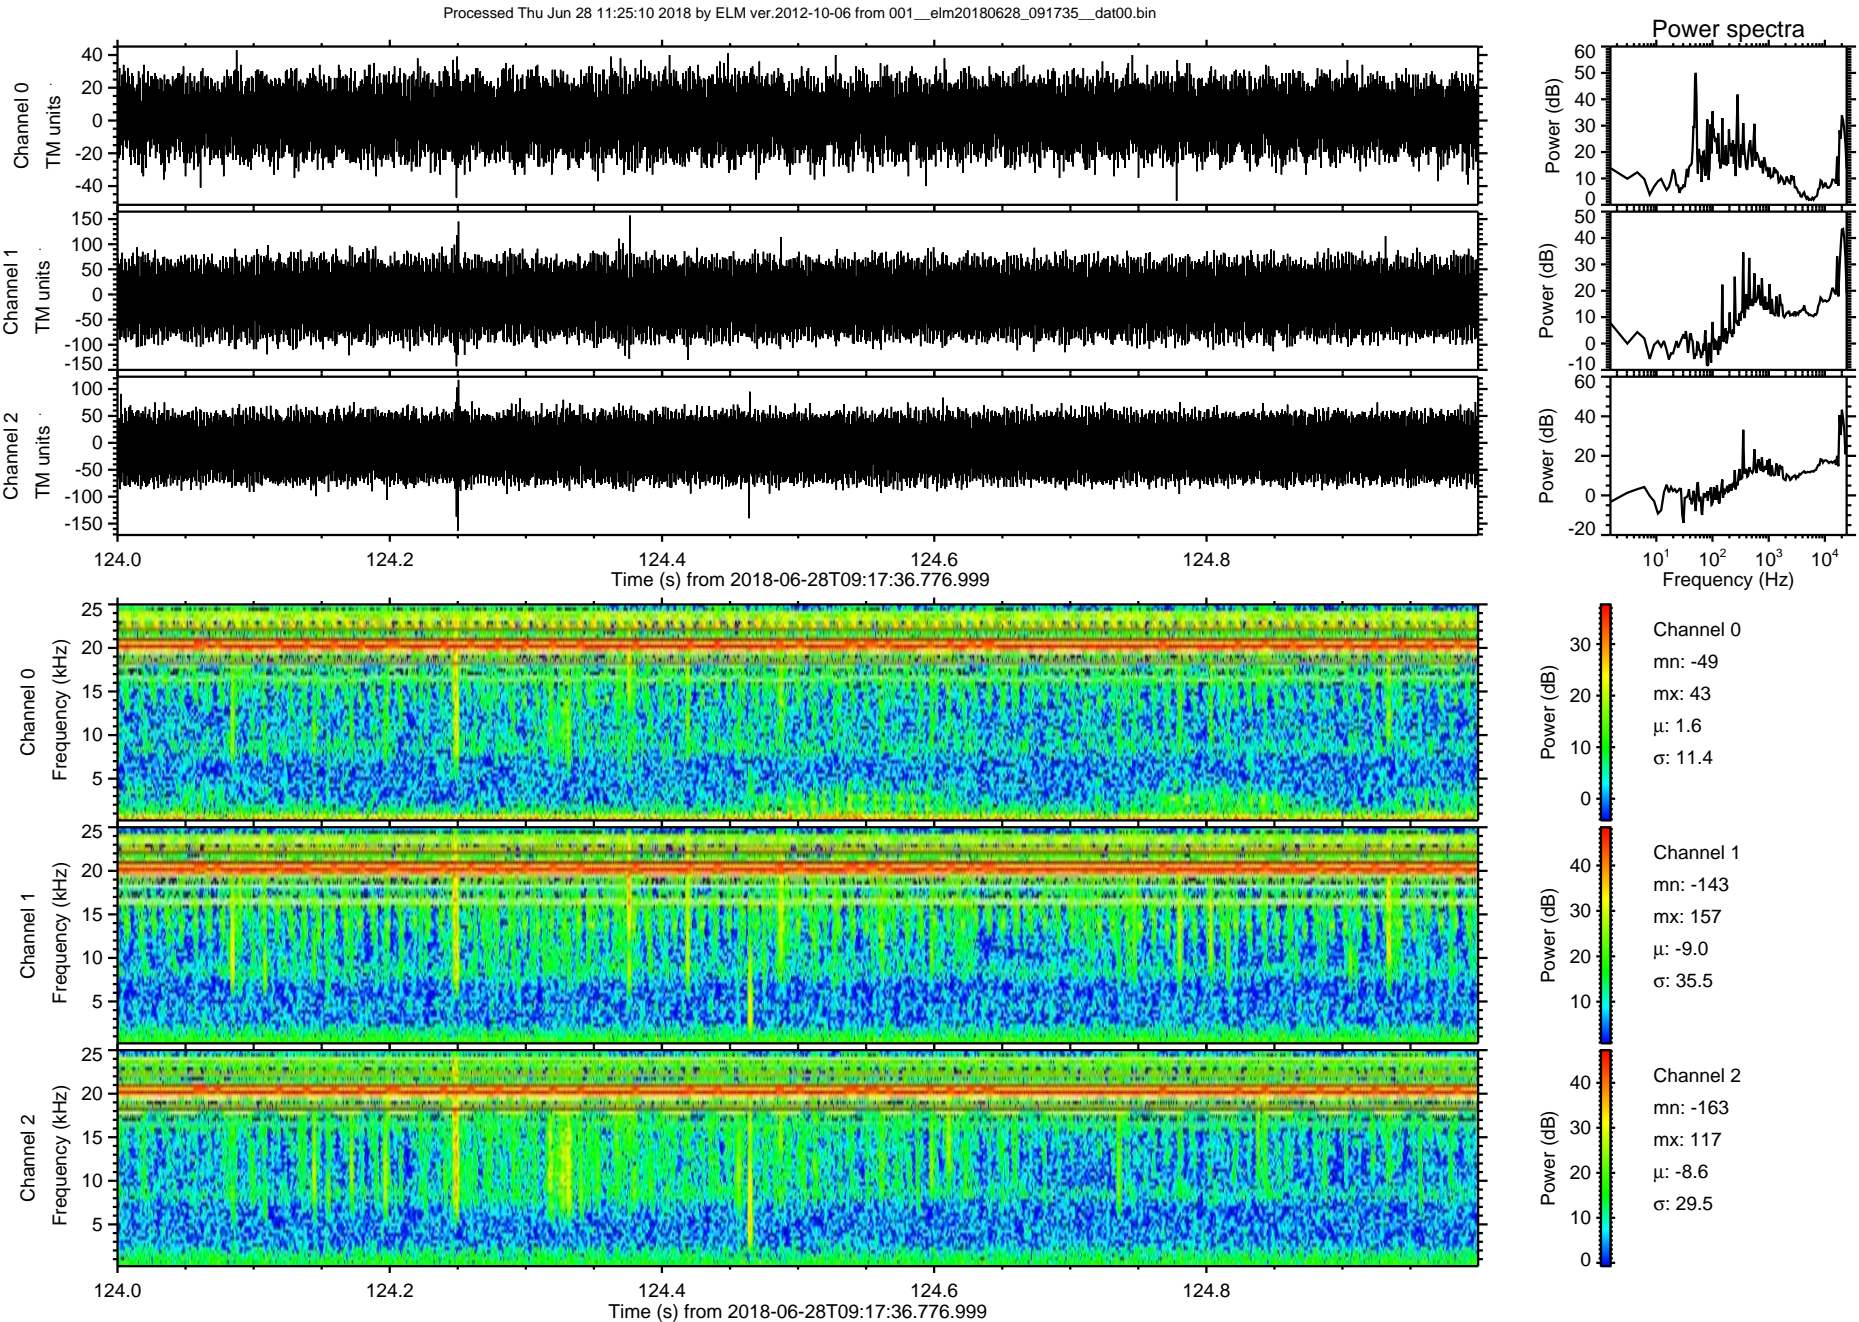 Processed Thu Jun 28 11:25:10 2018 by ELM ver.2012-10-06 from 001__elm20180628_091735__dat00.bin
Power spectra
Channel 0
TM units
40
20
0
-20
-40
Power (dB)
60
50
40
30
20
10
0
Channel 1
TM units
150
100
50
0
-50
-100
-150
Power (dB)
50
40
30
20
10
0
-10
Channel 2
TM units
100
50
0
-50
-100
-150
Power (dB)
60
40
20
0
-20
124.0 124.2 124.4 124.6 124.8
Time (s) from 2018-06-28T09:17:36.776.999
10¹ 10² 10³ 10⁴
Frequency (Hz)
Channel 0
Frequency (kHz)
25
20
15
10
5
Power (dB)
30
20
10
0
Channel 0
mn: -49
mx: 43
μ: 1.6
σ: 11.4
Channel 1
Frequency (kHz)
25
20
15
10
5
Power (dB)
40
30
20
10
Channel 1
mn: -143
mx: 157
μ: -9.0
σ: 35.5
Channel 2
Frequency (kHz)
25
20
15
10
5
Power (dB)
40
30
20
10
0
Channel 2
mn: -163
mx: 117
μ: -8.6
σ: 29.5
124.0 124.2 124.4 124.6 124.8
Time (s) from 2018-06-28T09:17:36.776.999